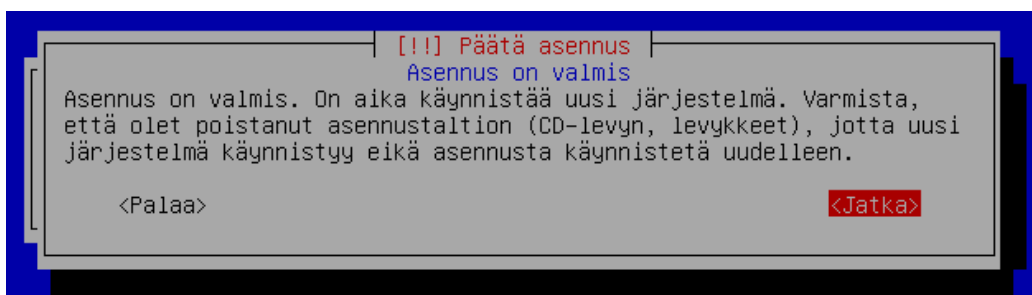 [!!] Päätä asennus
Asennus on valmis
Asennus on valmis. On aika käynnistää uusi järjestelmä. Varmista,
että olet poistanut asennustaltion (CD-levyn, levykkeet), jotta uusi
järjestelmä käynnistyy eikä asennusta käynnistetä uudelleen.
<Palaa> <Jatka>